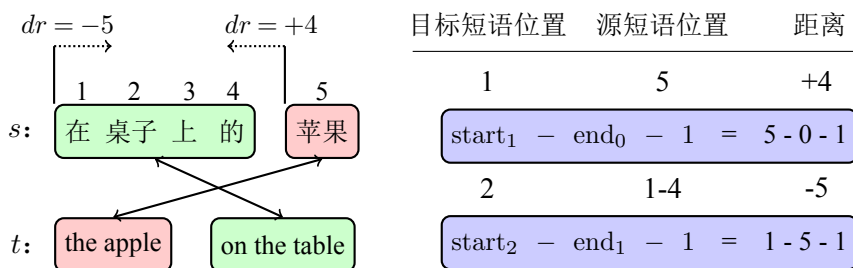 dr = −5
dr = +4
1 2 3 4 5
s: 在 桌子 上 的 苹果
t: the apple on the table
目标短语位置 源短语位置 距离
1 5 +4
start₁ − end₀ − 1 = 5 - 0 - 1
2 1-4 -5
start₂ − end₁ − 1 = 1 - 5 - 1